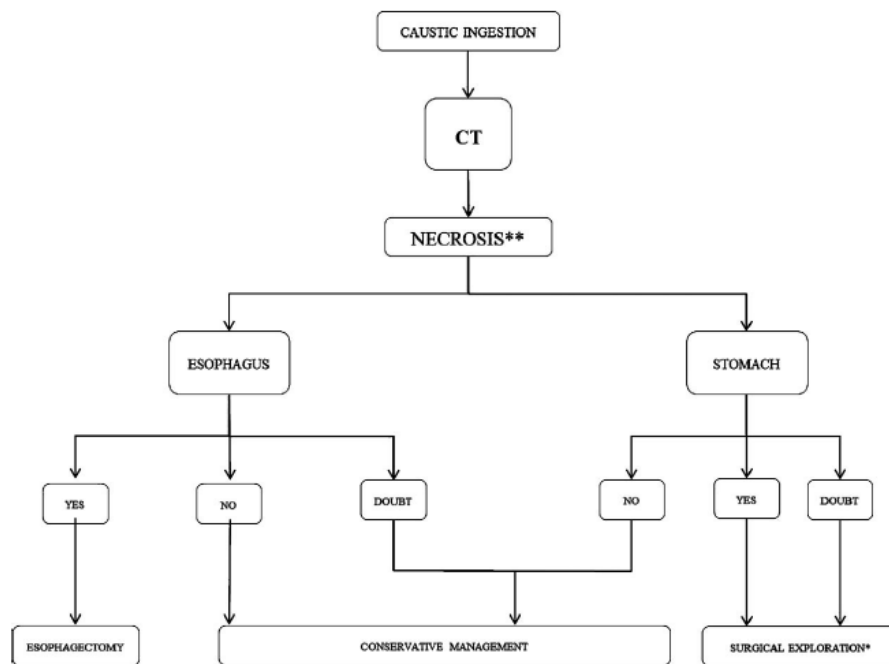 CAUSTIC INGESTION
CT
NECROSIS**
ESOPHAGUS
STOMACH
YES
NO
DOUBT
NO
YES
DOUBT
ESOPHAGECTOMY
CONSERVATIVE MANAGEMENT
SURGICAL EXPLORATION*